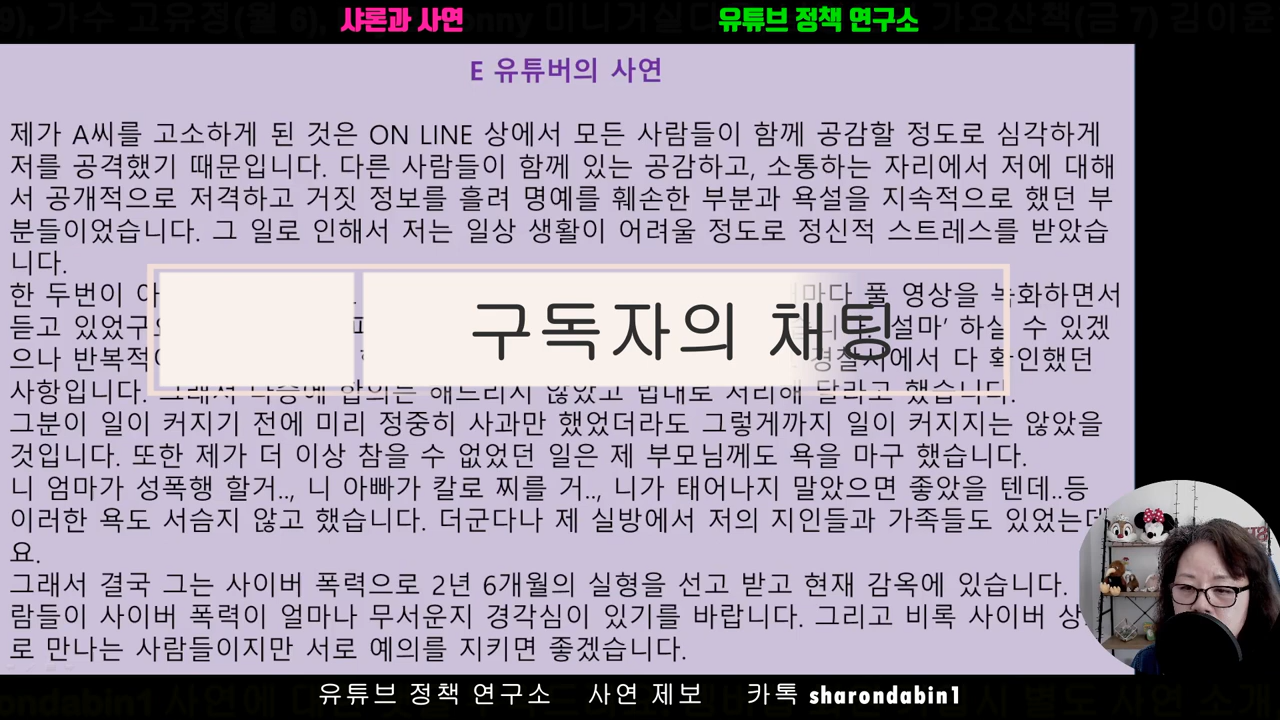 샤론과 사연
유튜브 정책 연구소
E 유튜버의 사연
제가 A씨를 고소하게 된 것은 ON LINE 상에서 모든 사람들이 함께 공감할 정도로 심각하게
저를 공격했기 때문입니다. 다른 사람들이 함께 있는 공감하고, 소통하는 자리에서 저에 대해
서 공개적으로 저격하고 거짓 정보를 흘려 명예를 훼손한 부분과 욕설을 지속적으로 했던 부
분들이었습니다. 그 일로 인해서 저는 일상 생활이 어려울 정도로 정신적 스트레스를 받았습
니다.
한 두번이 풀 영상을 녹화하면서
듣고 하실 수 있겠
으나 반복적 다 확인했던
사항입니다. 그래서 나중에 합의는 해드리지 않았고 법대로 처리해 달라고 했습니다.
구독자의 채팅
그분이 일이 커지기 전에 미리 정중히 사과만 했었더라도 그렇게까지 일이 커지지는 않았을
것입니다. 또한 제가 더 이상 참을 수 없었던 일은 제 부모님께도 욕을 마구 했습니다.
니 엄마가 성폭행 할거.., 니 아빠가 칼로 찌를 거.., 니가 태어나지 말았으면 좋았을 텐데..등
이러한 욕도 서슴지 않고 했습니다. 더군다나 제 실방에서 저의 지인들과 가족들도 있었는데
요.
그래서 결국 그는 사이버 폭력으로 2년 6개월의 실형을 선고 받고 현재 감옥에 있습니다.
람들이 사이버 폭력이 얼마나 무서운지 경각심이 있기를 바랍니다. 그리고 비록 사이버 상
로 만나는 사람들이지만 서로 예의를 지키면 좋겠습니다.
유튜브 정책 연구소 사연 제보 카톡 sharondabin1